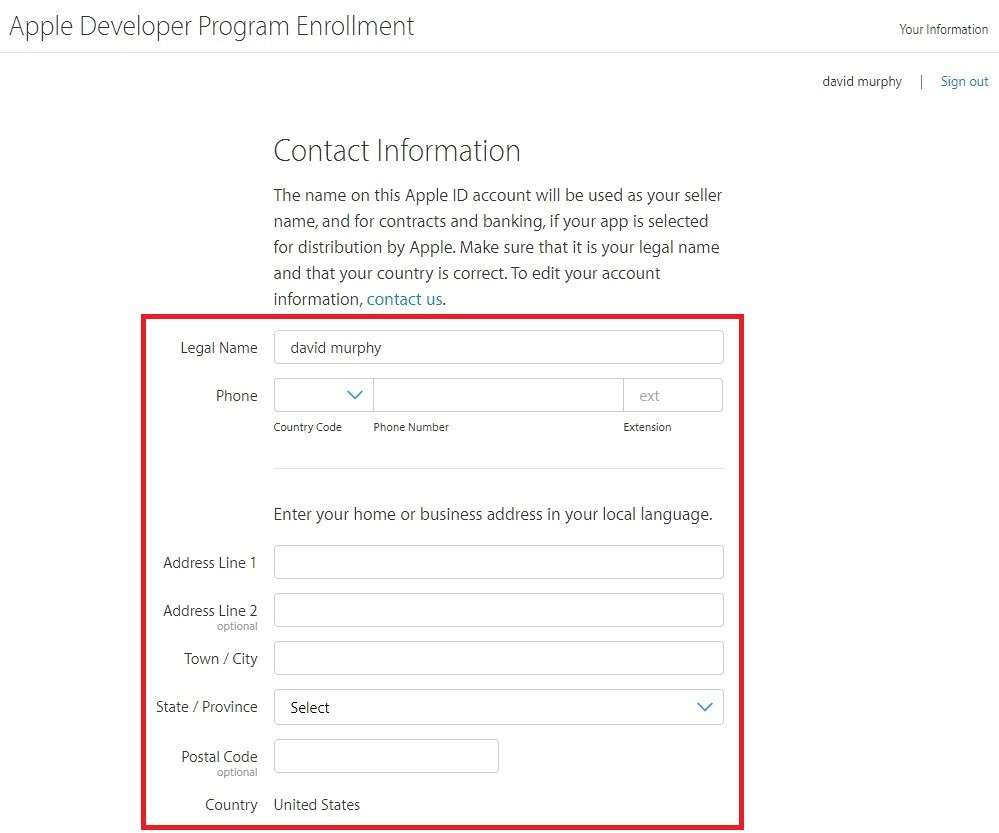 Apple Developer Program Enrollment
Your Information
david murphy | Sign out
Contact Information
The name on this Apple ID account will be used as your seller
name, and for contracts and banking, if your app is selected
for distribution by Apple. Make sure that it is your legal name
and that your country is correct. To edit your account
information, contact us.
Legal Name david murphy
Phone ext
Country Code Phone Number Extension
Enter your home or business address in your local language.
Address Line 1
Address Line 2
optional
Town / City
State / Province Select
Postal Code
optional
Country United States